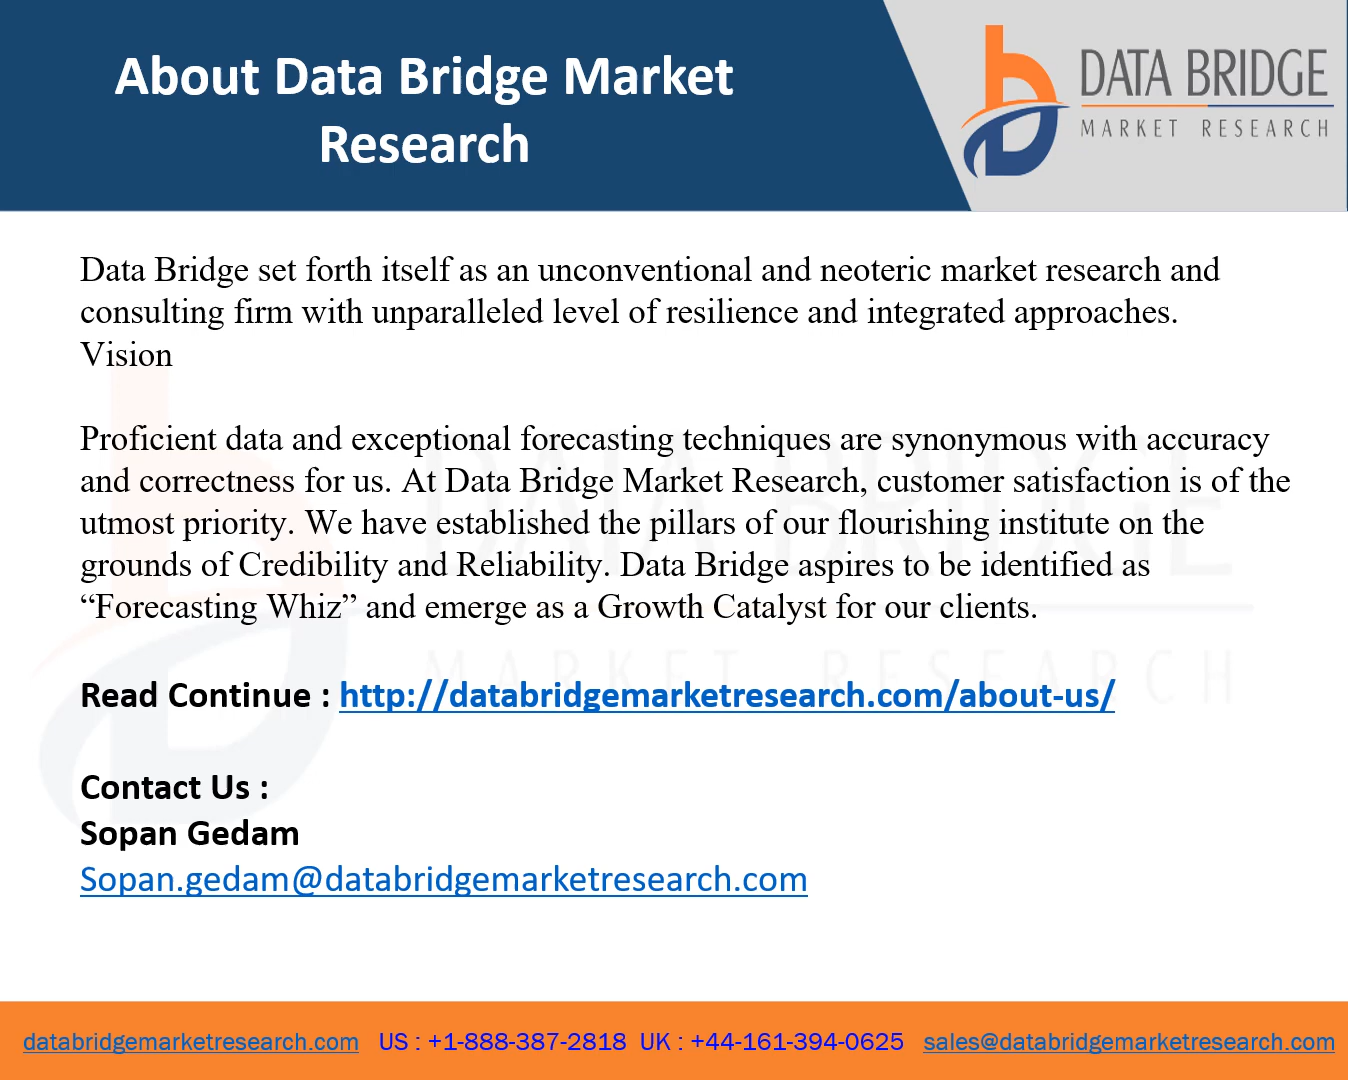 About Data Bridge Market
Research
DATA BRIDGE
MARKET RESEARCH
Data Bridge set forth itself as an unconventional and neoteric market research and
consulting firm with unparalleled level of resilience and integrated approaches.
Vision
Proficient data and exceptional forecasting techniques are synonymous with accuracy
and correctness for us. At Data Bridge Market Research, customer satisfaction is of the
utmost priority. We have established the pillars of our flourishing institute on the
grounds of Credibility and Reliability. Data Bridge aspires to be identified as
“Forecasting Whiz” and emerge as a Growth Catalyst for our clients.
DATA BRIDGE
MARKET RESEARCH
Read Continue : http://databridgemarketresearch.com/about-us/
Contact Us :
Sopan Gedam
Sopan.gedam@databridgemarketresearch.com
databridgemarketresearch.com US : +1-888-387-2818 UK : +44-161-394-0625 sales@databridgemarketresearch.com